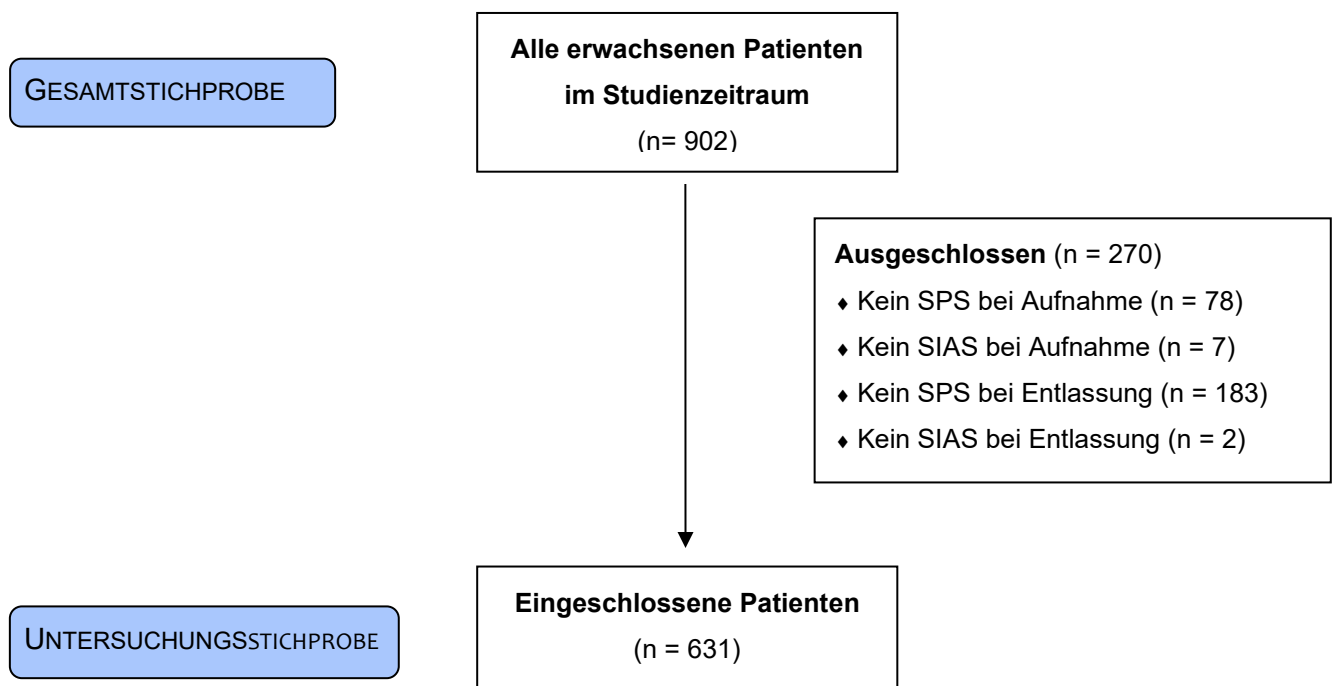 GESAMTSTICHPROBE
Alle erwachsenen Patienten
im Studienzeitraum
(n= 902)
Ausgeschlossen (n = 270)
♦ Kein SPS bei Aufnahme (n = 78)
♦ Kein SIAS bei Aufnahme (n = 7)
♦ Kein SPS bei Entlassung (n = 183)
♦ Kein SIAS bei Entlassung (n = 2)
UNTERSUCHUNGSSTICHPROBE
Eingeschlossene Patienten
(n = 631)